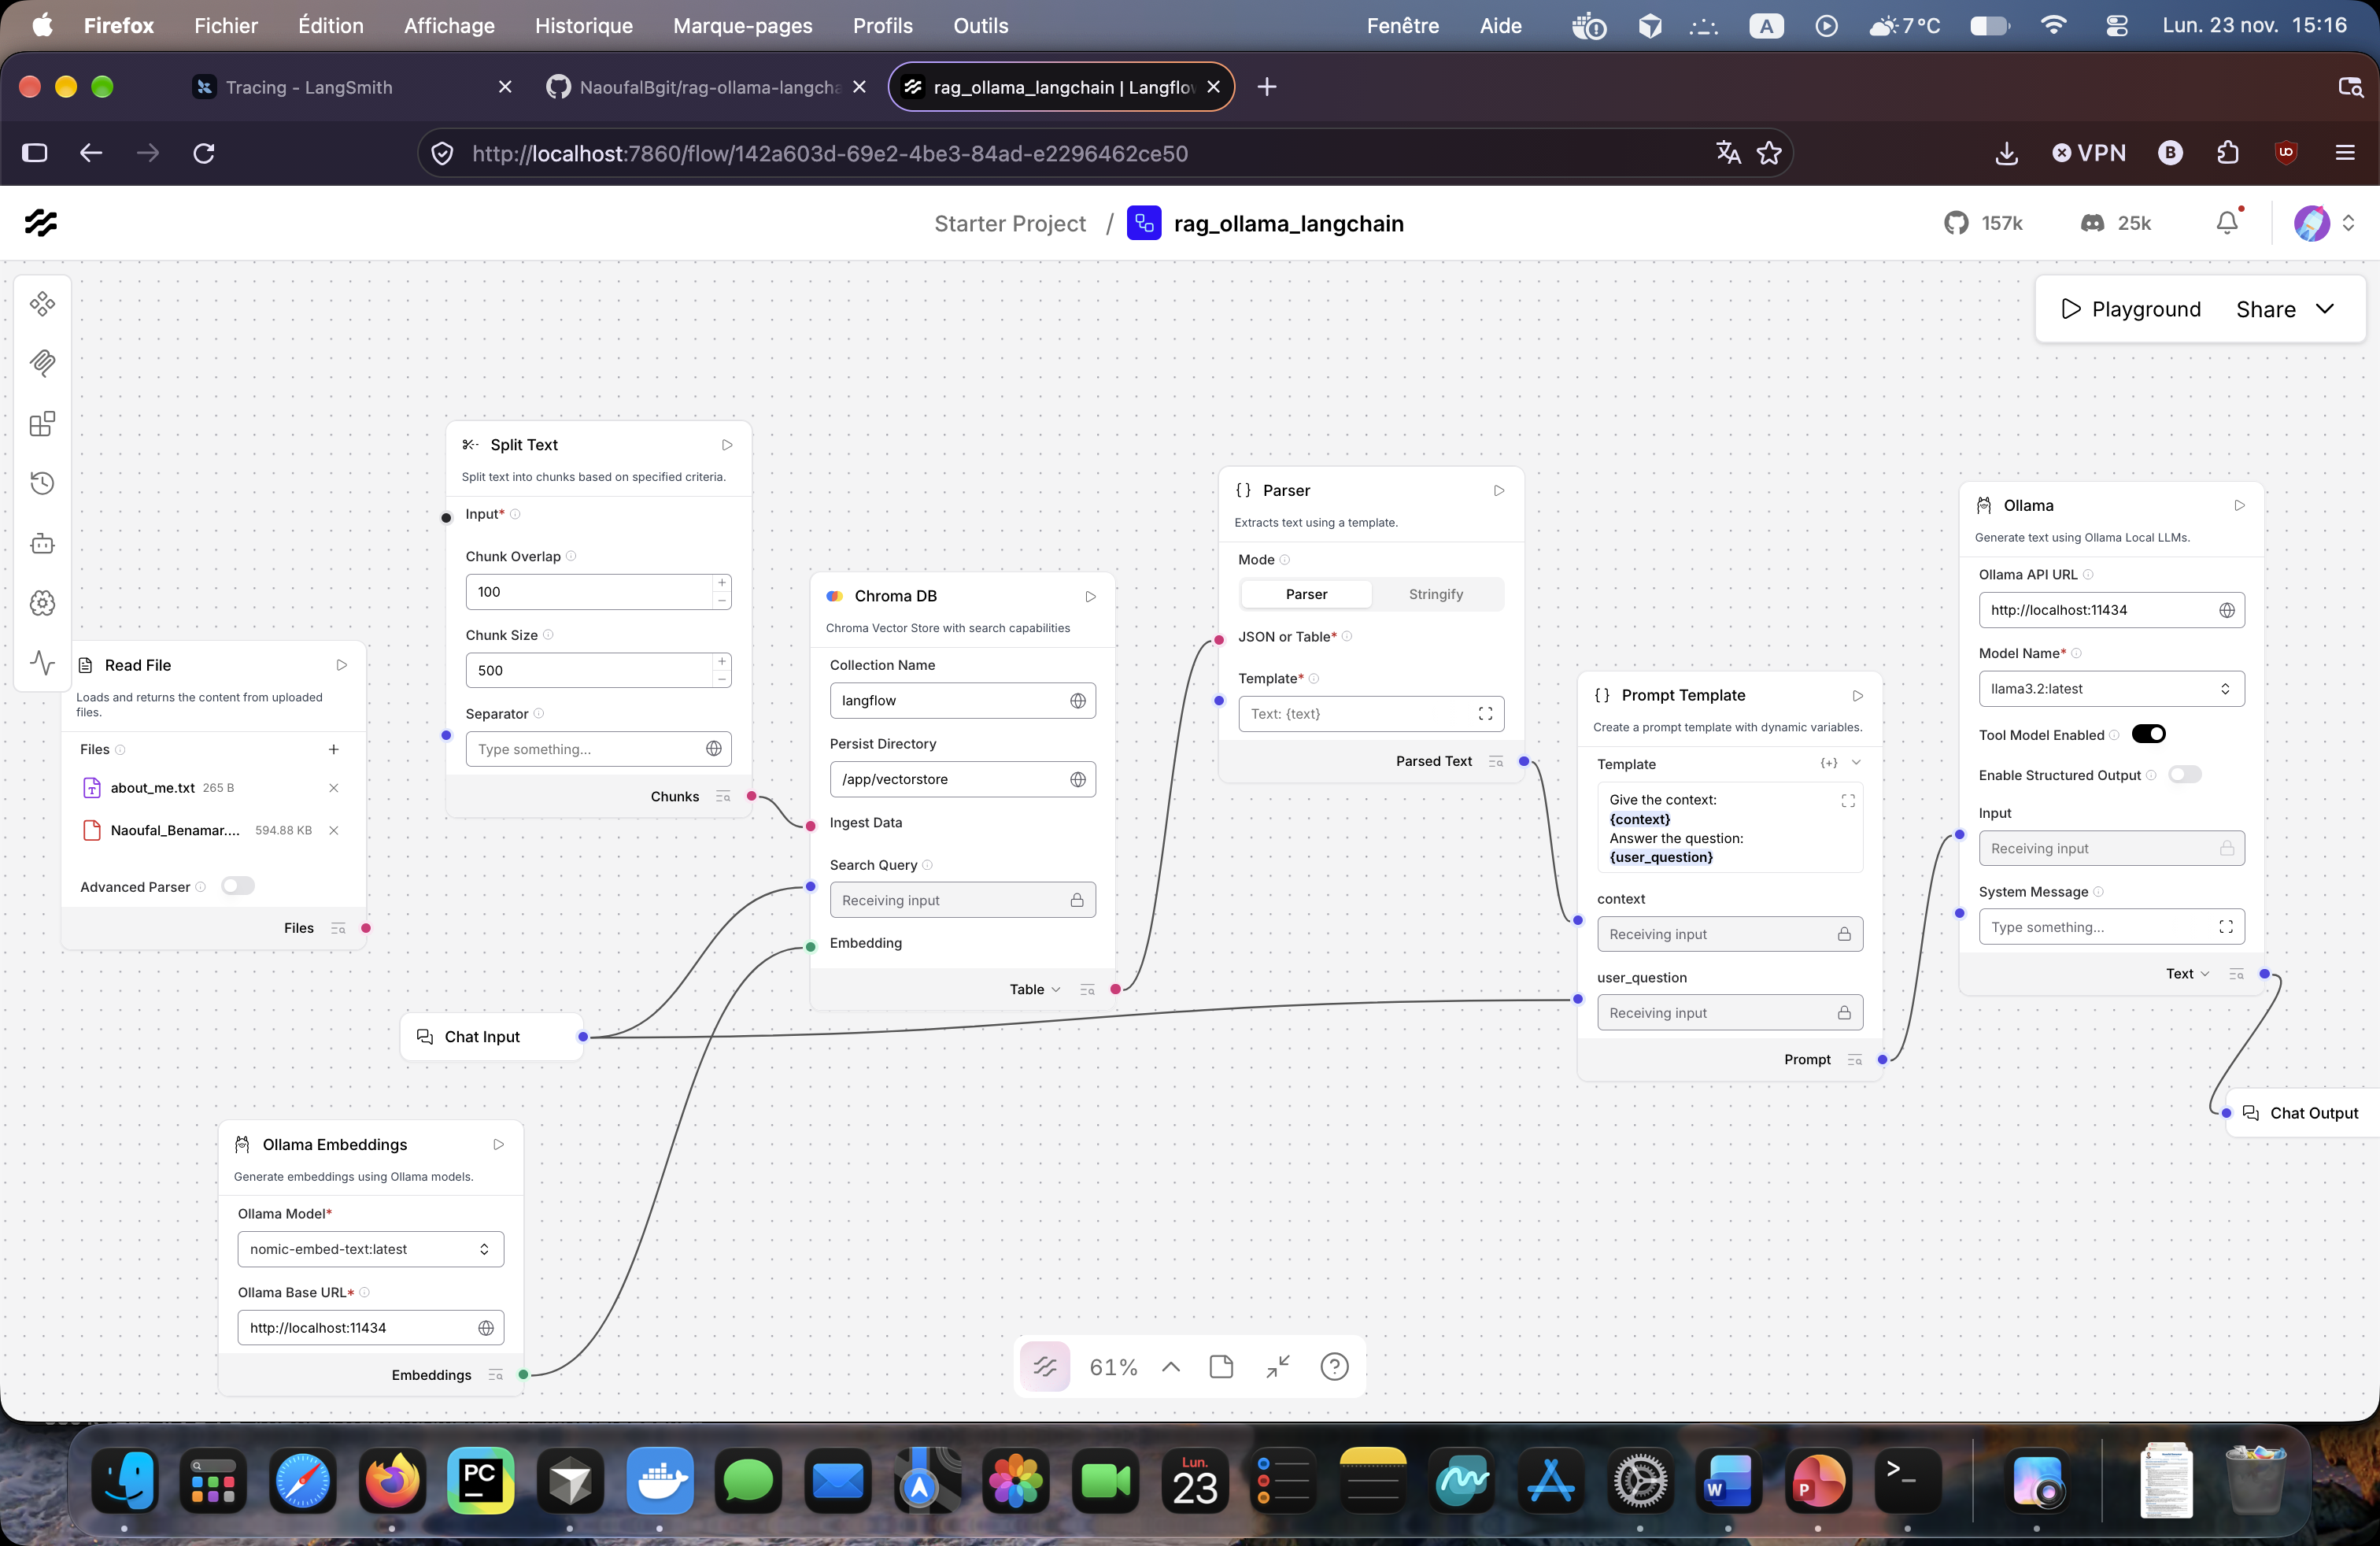 Firefox Fichier Édition Affichage Historique Marque-pages Profils Outils Fenêtre Aide A 7 °C Lun. 23 nov. 15:16
Tracing - LangSmith NaoufalBgit/rag-ollama-langcha rag_ollama_langchain | Langflow
http://localhost:7860/flow/142a603d-69e2-4be3-84ad-e2296462ce50 VPN B
Starter Project / rag_ollama_langchain 157k 25k
Playground Share
Read File
Loads and returns the content from uploaded
files.
Files
about_me.txt 265 B
Naoufal_Benamar.... 594.88 KB
Advanced Parser
Files
Split Text
Split text into chunks based on specified criteria.
Input*
Chunk Overlap
100
Chunk Size
500
Separator
Type something...
Chunks
Chat Input
Ollama Embeddings
Generate embeddings using Ollama models.
Ollama Model*
nomic-embed-text:latest
Ollama Base URL*
http://localhost:11434
Embeddings
Chroma DB
Chroma Vector Store with search capabilities
Collection Name
langflow
Persist Directory
/app/vectorstore
Ingest Data
Search Query
Receiving input
Embedding
Table
{} Parser
Extracts text using a template.
Mode
Parser Stringify
JSON or Table*
Template*
Text: {text}
Parsed Text
{} Prompt Template
Create a prompt template with dynamic variables.
Template {+}
Give the context:
{context}
Answer the question:
{user_question}
context
Receiving input
user_question
Receiving input
Prompt
Ollama
Generate text using Ollama Local LLMs.
Ollama API URL
http://localhost:11434
Model Name*
llama3.2:latest
Tool Model Enabled
Enable Structured Output
Input
Receiving input
System Message
Type something...
Text
Chat Output
61%
PC Lun. 23 W P >_